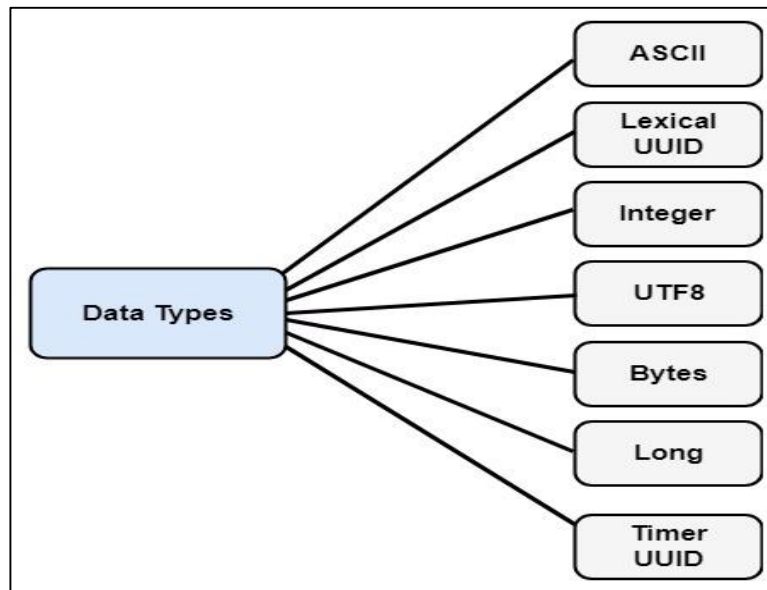 ASCII
Lexical
UUID
Integer
Data Types
UTF8
Bytes
Long
Timer
UUID